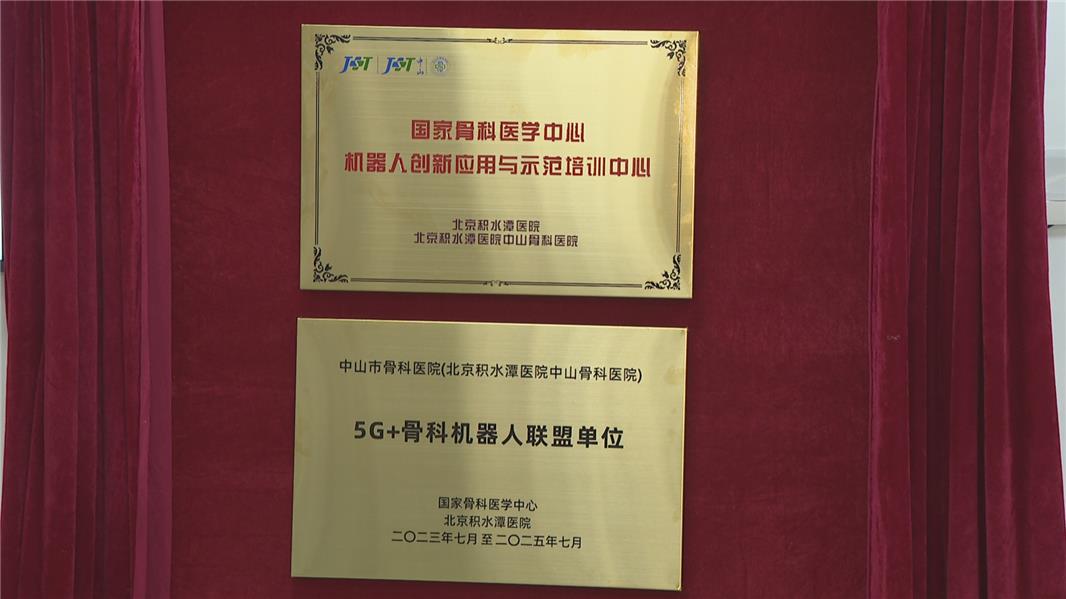 JST JST 中山
国家骨科医学中心
机器人创新应用与示范培训中心
北京积水潭医院
北京积水潭医院中山骨科医院
中山市骨科医院(北京积水潭医院中山骨科医院)
5G+骨科机器人联盟单位
国家骨科医学中心
北京积水潭医院
二〇二三年七月至二〇二五年七月